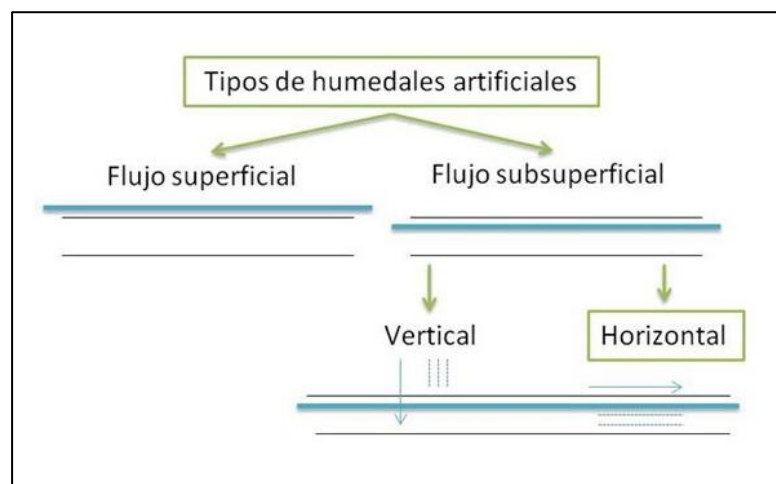 Tipos de humedales artificiales
Flujo superficial
Flujo subsuperficial
Vertical
Horizontal